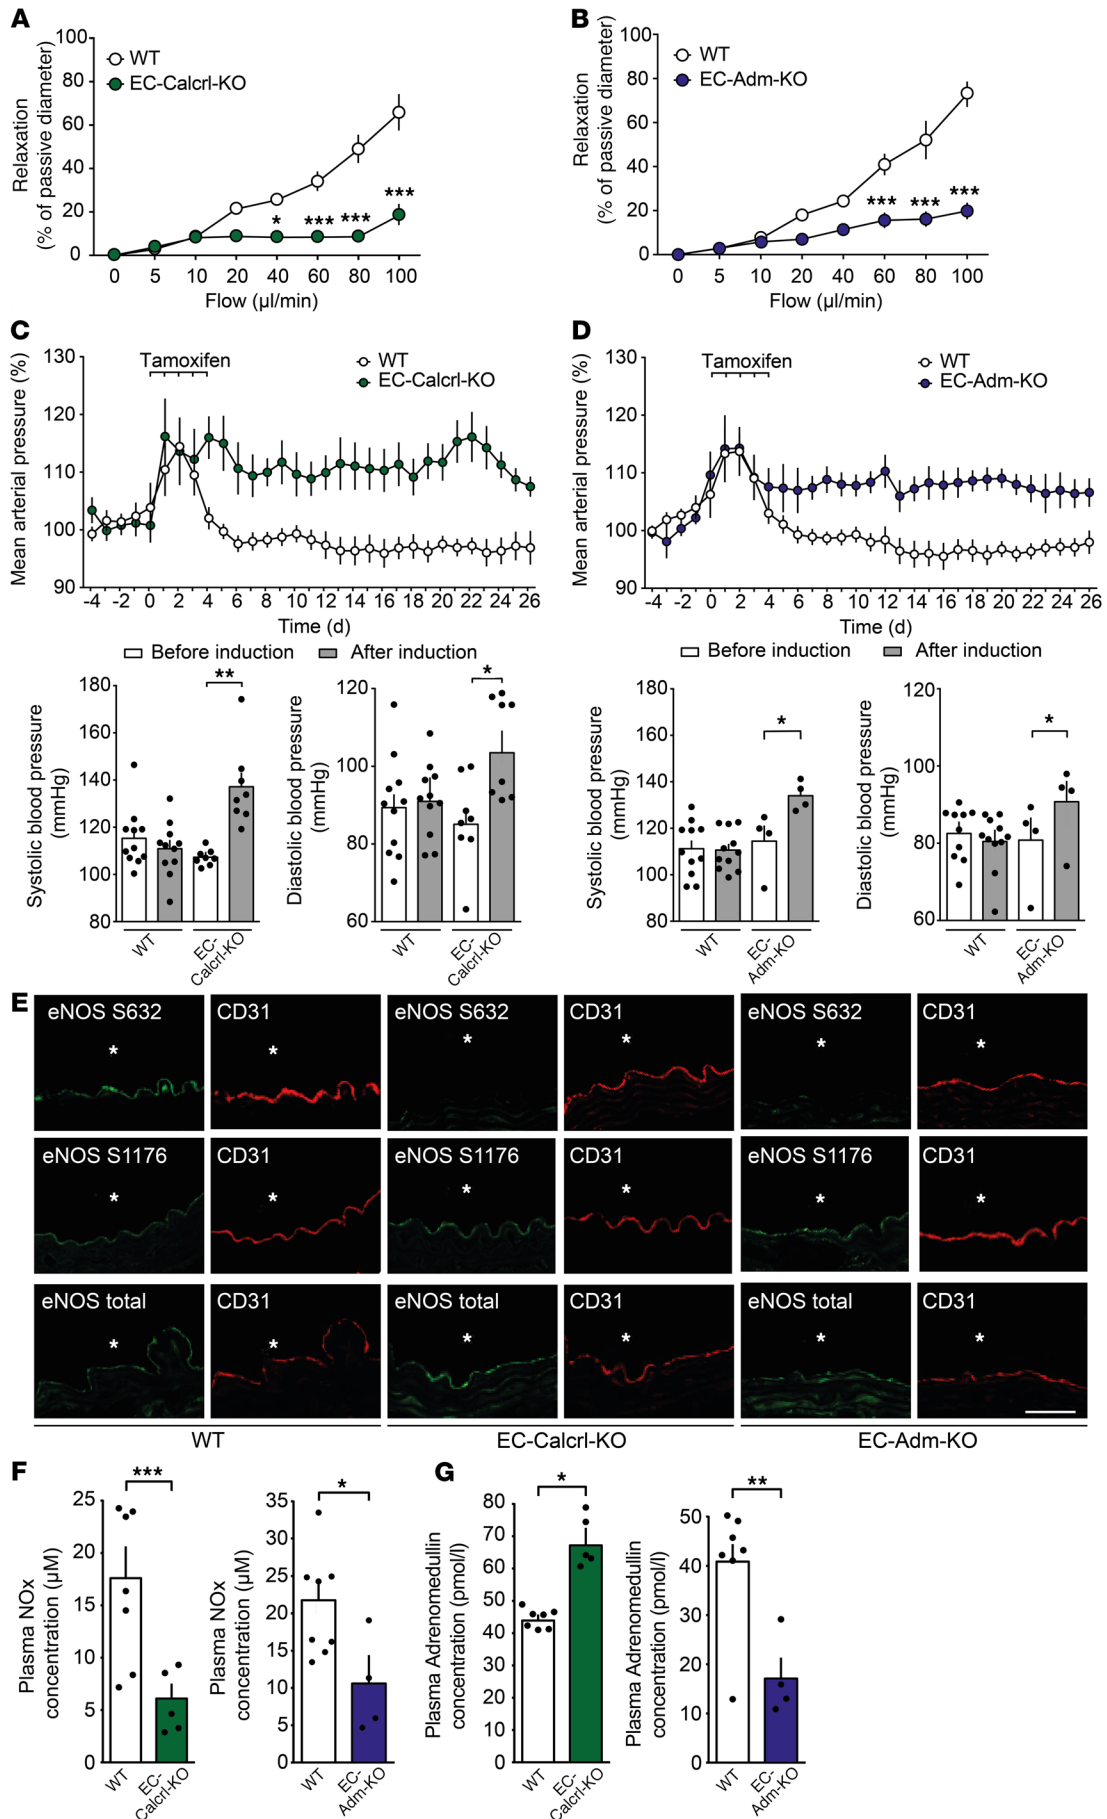 A
Relaxation
(% of passive diameter)
100
80
60
40
20
0
WT
EC-Calcrl-KO
*
***
***
***
0 5 10 20 40 60 80 100
Flow (µl/min)
B
Relaxation
(% of passive diameter)
100
80
60
40
20
0
WT
EC-Adm-KO
***
***
***
0 5 10 20 40 60 80 100
Flow (µl/min)
C
Mean arterial pressure (%)
130
120
110
100
90
Tamoxifen
WT
EC-Calcrl-KO
-4 -2 0 2 4 6 8 10 12 14 16 18 20 22 24 26
Time (d)
Before induction After induction
Systolic blood pressure
(mmHg)
180
160
140
120
100
80
**
WT
EC-
Calcrl-KO
Diastolic blood pressure
(mmHg)
120
100
80
60
*
WT
EC-
Calcrl-KO
D
Mean arterial pressure (%)
130
120
110
100
90
Tamoxifen
WT
EC-Adm-KO
-4 -2 0 2 4 6 8 10 12 14 16 18 20 22 24 26
Time (d)
Before induction After induction
Systolic blood pressure
(mmHg)
180
160
140
120
100
80
*
WT
EC-
Adm-KO
Diastolic blood pressure
(mmHg)
120
100
80
60
*
WT
EC-
Adm-KO
E
eNOS S632 CD31 eNOS S632 CD31 eNOS S632 CD31
* * * * * *
eNOS S1176 CD31 eNOS S1176 CD31 eNOS S1176 CD31
* * * * * *
eNOS total CD31 eNOS total CD31 eNOS total CD31
* * * * * *
WT EC-Calcrl-KO EC-Adm-KO
F
Plasma NOx
concentration (µM)
25
20
15
10
5
0
***
WT
EC-
Calcrl-KO
Plasma NOx
concentration (µM)
35
30
25
20
15
10
5
0
*
WT
EC-
Adm-KO
G
Plasma Adrenomedullin
concentration (pmol/l)
80
70
60
50
40
30
20
10
0
*
WT
EC-
Calcrl-KO
Plasma Adrenomedullin
concentration (pmol/l)
50
40
30
20
10
0
**
WT
EC-
Adm-KO